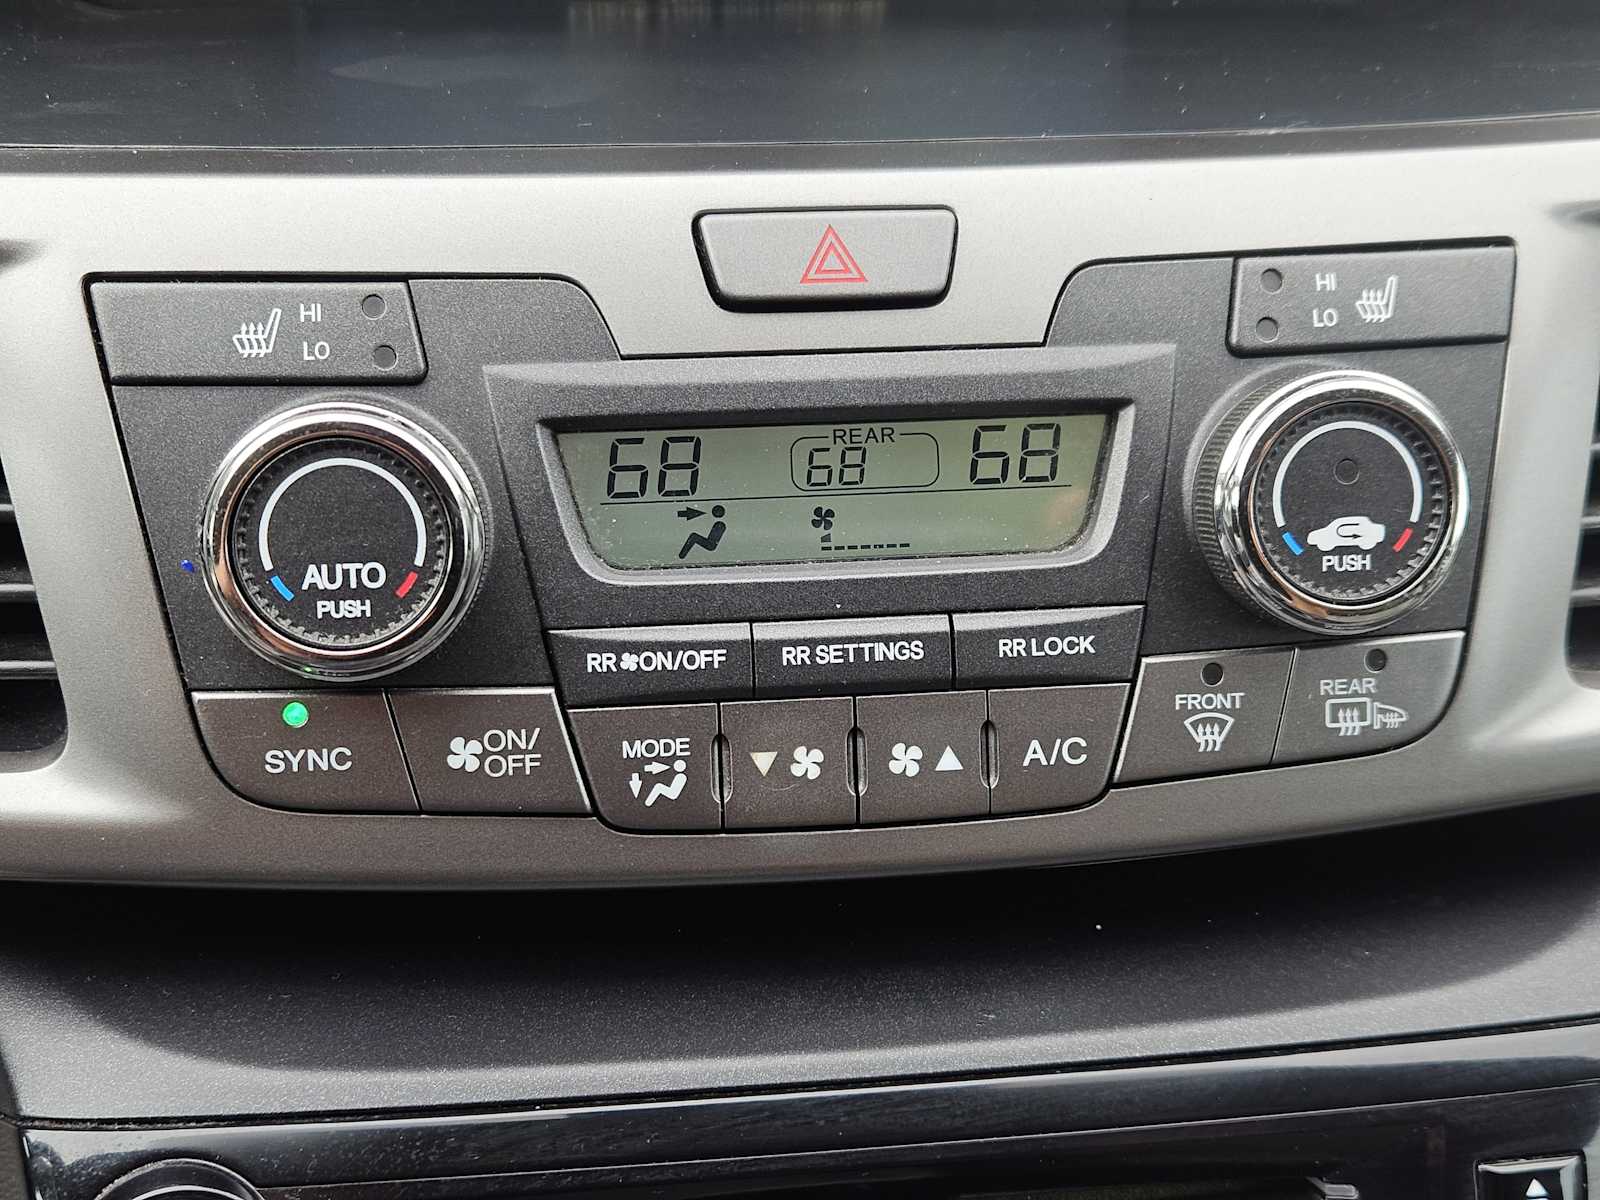 HI
LO
HI
LO
68
REAR
68
68
AUTO
PUSH
PUSH
RR ON/OFF
RR SETTINGS
RR LOCK
SYNC
ON/
OFF
MODE
A/C
FRONT
REAR